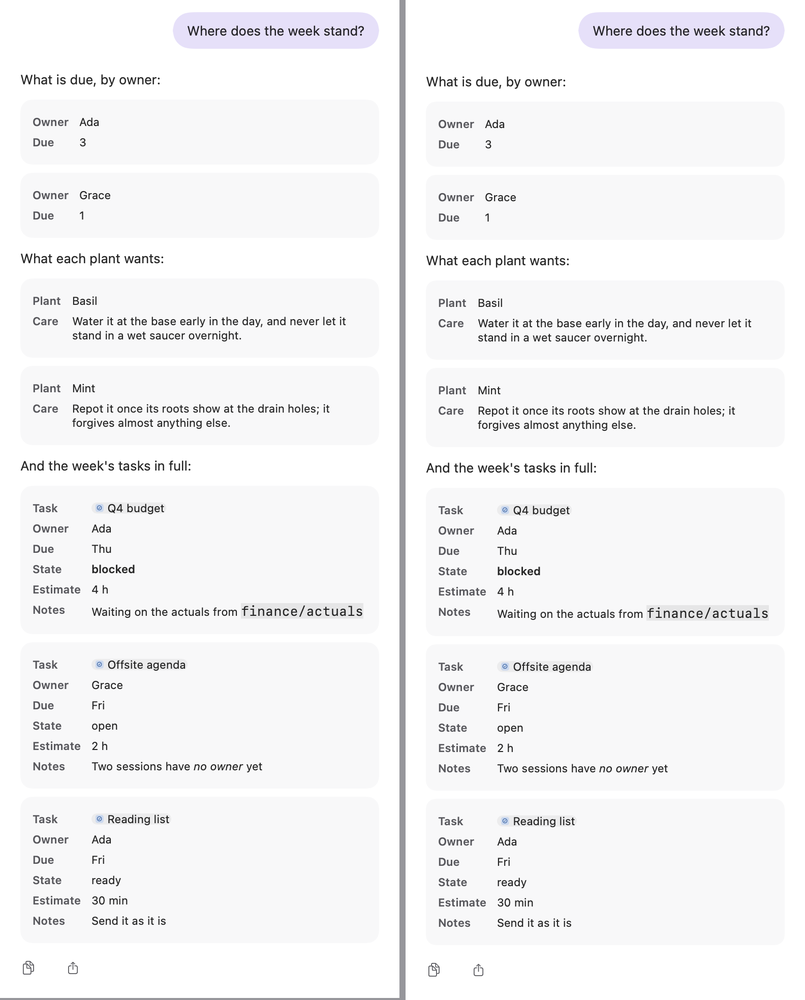 Where does the week stand?
What is due, by owner:
Owner Ada
Due 3
Owner Grace
Due 1
What each plant wants:
Plant Basil
Care Water it at the base early in the day, and never let it
stand in a wet saucer overnight.
Plant Mint
Care Repot it once its roots show at the drain holes; it
forgives almost anything else.
And the week's tasks in full:
Task Q4 budget
Owner Ada
Due Thu
State blocked
Estimate 4 h
Notes Waiting on the actuals from finance/actuals
Task Offsite agenda
Owner Grace
Due Fri
State open
Estimate 2 h
Notes Two sessions have no owner yet
Task Reading list
Owner Ada
Due Fri
State ready
Estimate 30 min
Notes Send it as it is
Where does the week stand?
What is due, by owner:
Owner Ada
Due 3
Owner Grace
Due 1
What each plant wants:
Plant Basil
Care Water it at the base early in the day, and never let it
stand in a wet saucer overnight.
Plant Mint
Care Repot it once its roots show at the drain holes; it
forgives almost anything else.
And the week's tasks in full:
Task Q4 budget
Owner Ada
Due Thu
State blocked
Estimate 4 h
Notes Waiting on the actuals from finance/actuals
Task Offsite agenda
Owner Grace
Due Fri
State open
Estimate 2 h
Notes Two sessions have no owner yet
Task Reading list
Owner Ada
Due Fri
State ready
Estimate 30 min
Notes Send it as it is